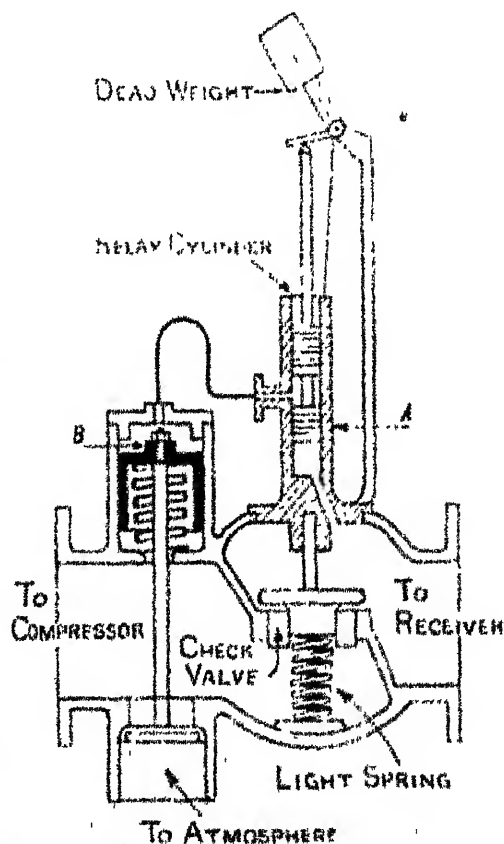 DEAD WEIGHT
RELAY CYLINDER
A
B
TO
COMPRESSOR
TO
RECEIVER
CHECK
VALVE
LIGHT SPRING
TO ATMOSPHERE